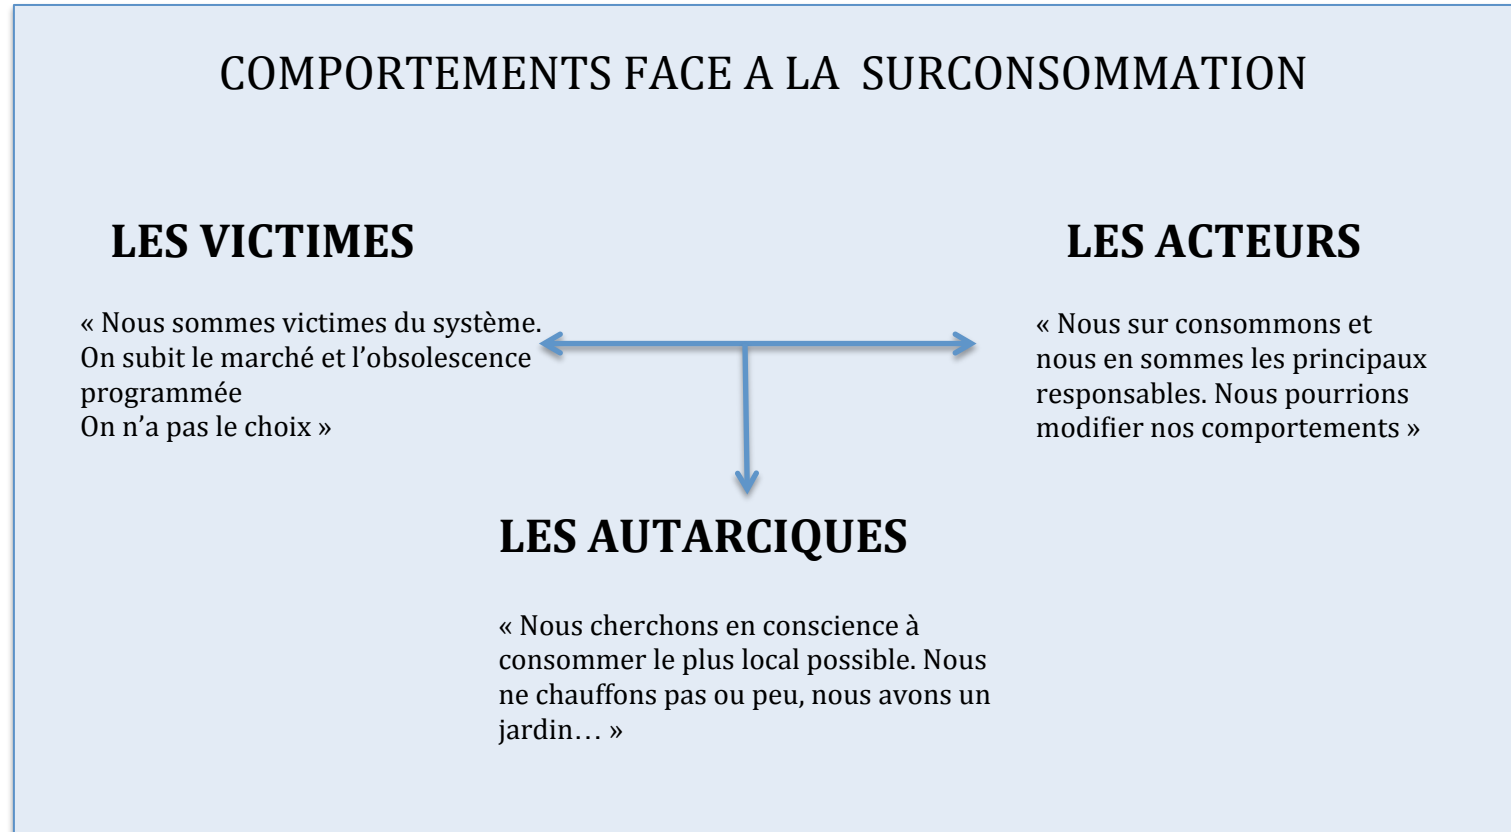 COMPORTEMENTS FACE A LA SURCONSOMMATION
LES VICTIMES
« Nous sommes victimes du système.
On subit le marché et l’obsolescence
programmée
On n’a pas le choix »
LES ACTEURS
« Nous sur consommons et
nous en sommes les principaux
responsables. Nous pourrions
modifier nos comportements »
LES AUTARCIQUES
« Nous cherchons en conscience à
consommer le plus local possible. Nous
ne chauffons pas ou peu, nous avons un
jardin… »